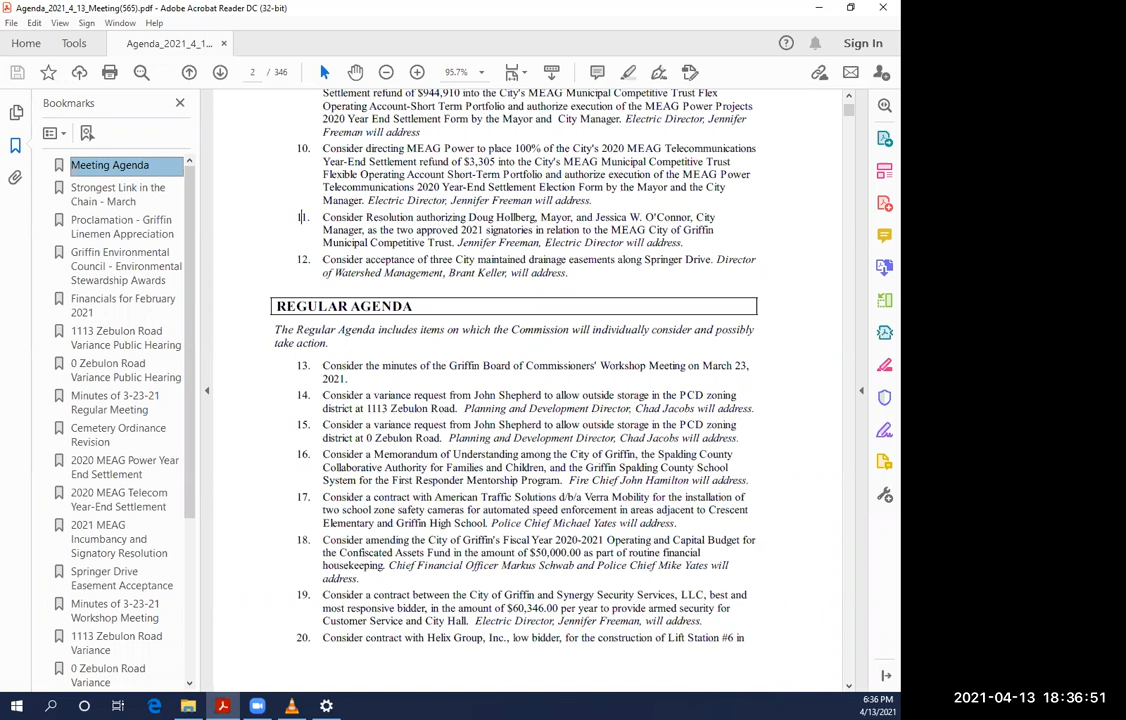 Agenda_2021_4_13_Meeting(565).pdf - Adobe Acrobat Reader DC (32-bit)
File Edit View Sign Window Help
Home Tools Agenda_2021_4_1... × Sign In
2 / 346 95.7%
Bookmarks
Meeting Agenda
Strongest Link in the
Chain - March
Proclamation - Griffin
Linemen Appreciation
Griffin Environmental
Council - Environmental
Stewardship Awards
Financials for February
2021
1113 Zebulon Road
Variance Public Hearing
0 Zebulon Road
Variance Public Hearing
Minutes of 3-23-21
Regular Meeting
Cemetery Ordinance
Revision
2020 MEAG Power Year
End Settlement
2020 MEAG Telecom
Year-End Settlement
2021 MEAG
Incumbancy and
Signatory Resolution
Springer Drive
Easement Acceptance
Minutes of 3-23-21
Workshop Meeting
1113 Zebulon Road
Variance
0 Zebulon Road
Variance
Settlement refund of $944,910 into the City's MEAG Municipal Competitive Trust Flex
Operating Account-Short Term Portfolio and authorize execution of the MEAG Power Projects
2020 Year End Settlement Form by the Mayor and City Manager. Electric Director, Jennifer
Freeman will address
10. Consider directing MEAG Power to place 100% of the City's 2020 MEAG Telecommunications
Year-End Settlement refund of $3,305 into the City's MEAG Municipal Competitive Trust
Flexible Operating Account Short-Term Portfolio and authorize execution of the MEAG Power
Telecommunications 2020 Year-End Settlement Election Form by the Mayor and the City
Manager. Electric Director, Jennifer Freeman will address.
11. Consider Resolution authorizing Doug Hollberg, Mayor, and Jessica W. O'Connor, City
Manager, as the two approved 2021 signatories in relation to the MEAG City of Griffin
Municipal Competitive Trust. Jennifer Freeman, Electric Director will address.
12. Consider acceptance of three City maintained drainage easements along Springer Drive. Director
of Watershed Management, Brant Keller, will address.
REGULAR AGENDA
The Regular Agenda includes items on which the Commission will individually consider and possibly
take action.
13. Consider the minutes of the Griffin Board of Commissioners' Workshop Meeting on March 23,
2021.
14. Consider a variance request from John Shepherd to allow outside storage in the PCD zoning
district at 1113 Zebulon Road. Planning and Development Director, Chad Jacobs will address.
15. Consider a variance request from John Shepherd to allow outside storage in the PCD zoning
district at 0 Zebulon Road. Planning and Development Director, Chad Jacobs will address.
16. Consider a Memorandum of Understanding among the City of Griffin, the Spalding County
Collaborative Authority for Families and Children, and the Griffin Spalding County School
System for the First Responder Mentorship Program. Fire Chief John Hamilton will address.
17. Consider a contract with American Traffic Solutions d/b/a Verra Mobility for the installation of
two school zone safety cameras for automated speed enforcement in areas adjacent to Crescent
Elementary and Griffin High School. Police Chief Michael Yates will address.
18. Consider amending the City of Griffin's Fiscal Year 2020-2021 Operating and Capital Budget for
the Confiscated Assets Fund in the amount of $50,000.00 as part of routine financial
housekeeping. Chief Financial Officer Markus Schwab and Police Chief Mike Yates will
address.
19. Consider a contract between the City of Griffin and Synergy Security Services, LLC, best and
most responsive bidder, in the amount of $60,346.00 per year to provide armed security for
Customer Service and City Hall. Electric Director, Jennifer Freeman, will address.
20. Consider contract with Helix Group, Inc., low bidder, for the construction of Lift Station #6 in
6:36 PM
4/13/2021
2021-04-13 18:36:51